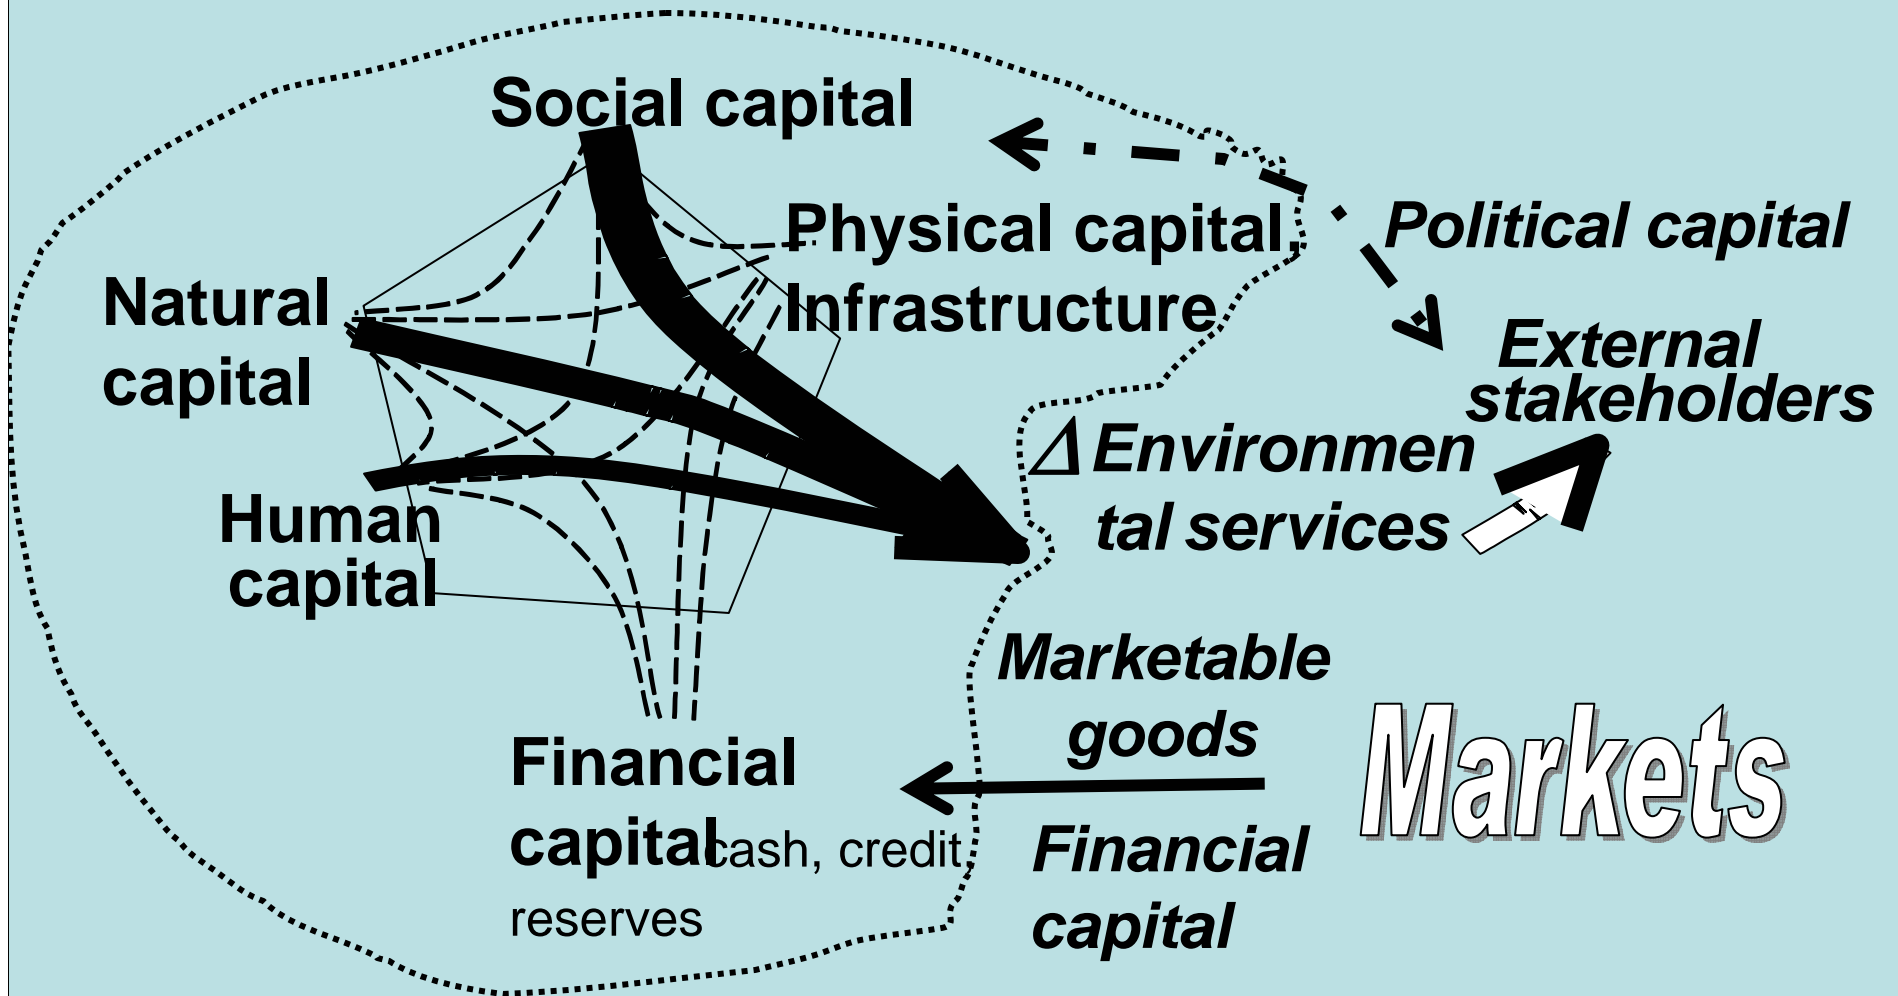 Social capital
Physical capital,
Infrastructure
Political capital
Natural
capital
External
stakeholders
Δ Environmen
tal services
Human
capital
Marketable
goods
Markets
Financial
capital cash, credit,
reserves
Financial
capital